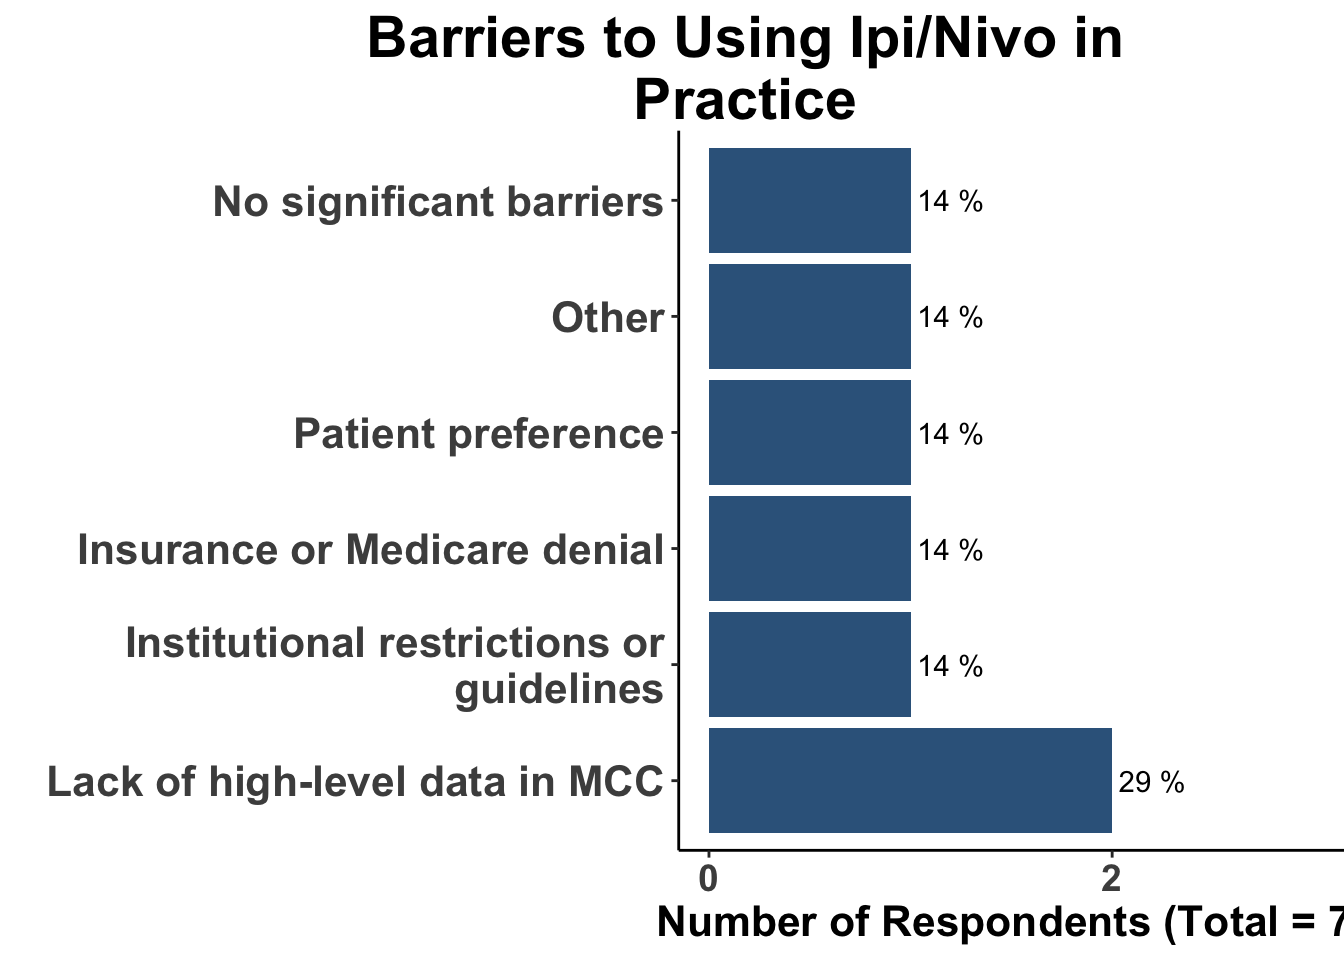 Barriers to Using Ipi/Nivo in
Practice
No significant barriers
14 %
Other
14 %
Patient preference
14 %
Insurance or Medicare denial
14 %
Institutional restrictions or
guidelines
14 %
Lack of high-level data in MCC
29 %
0
2
Number of Respondents (Total = 7